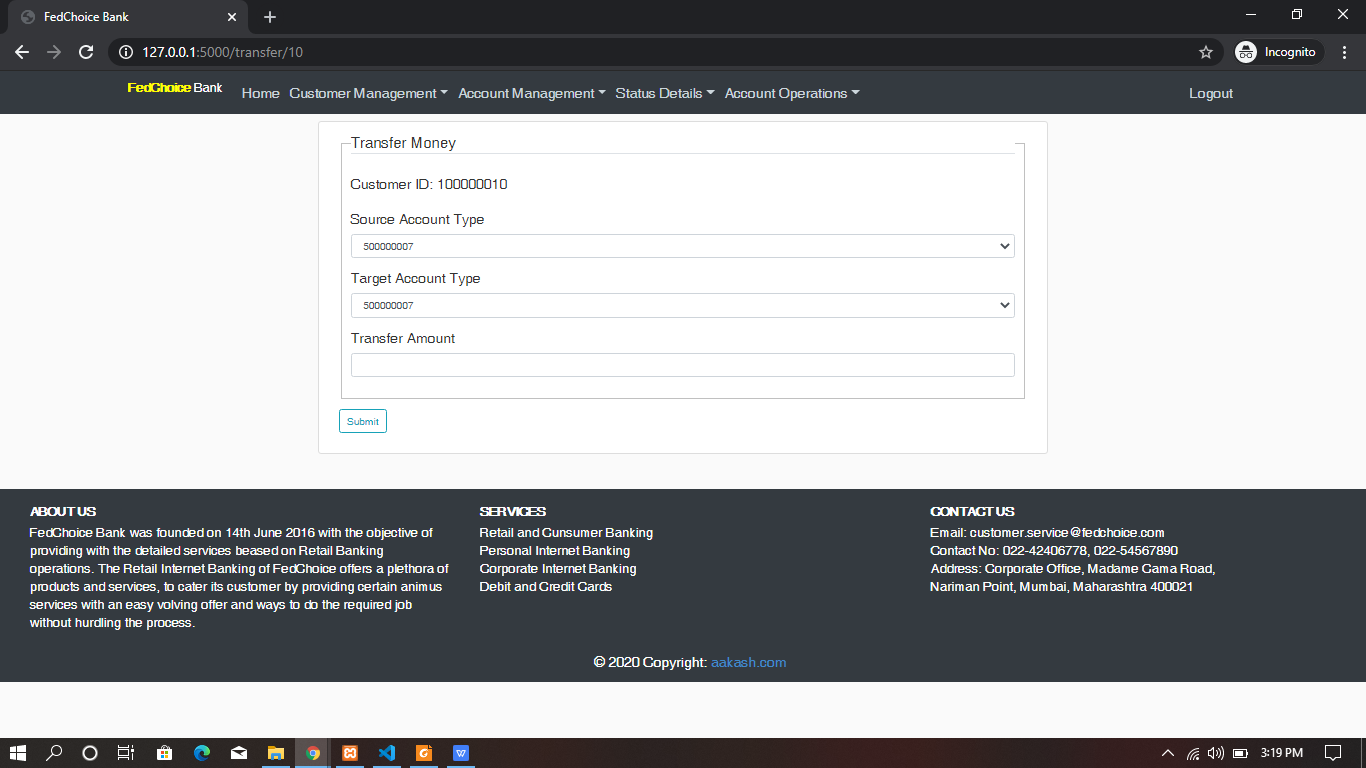 FedChoice Bank
127.0.0.1:5000/transfer/10
Incognito
FedChoice Bank Home Customer Management Account Management Status Details Account Operations Logout
Transfer Money
Customer ID: 100000010
Source Account Type
500000007
Target Account Type
500000007
Transfer Amount
Submit
ABOUT US
FedChoice Bank was founded on 14th June 2016 with the objective of
providing with the detailed services beased on Retail Banking
operations. The Retail Internet Banking of FedChoice offers a plethora of
products and services, to cater its customer by providing certain animus
services with an easy volving offer and ways to do the required job
without hurdling the process.
SERVICES
Retail and Cunsumer Banking
Personal Internet Banking
Corporate Internet Banking
Debit and Credit Cards
CONTACT US
Email: customer.service@fedchoice.com
Contact No: 022-42406778, 022-54567890
Address: Corporate Office, Madame Cama Road,
Nariman Point, Mumbai, Maharashtra 400021
© 2020 Copyright: aakash.com
3:19 PM